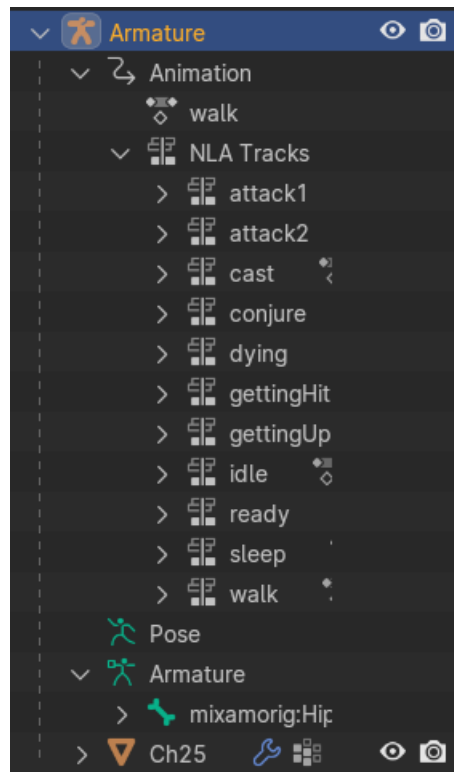 Armature
Animation
walk
NLA Tracks
attack1
attack2
cast
conjure
dying
gettingHit
gettingUp
idle
ready
sleep
walk
Pose
Armature
mixamorig:Hip
Ch25